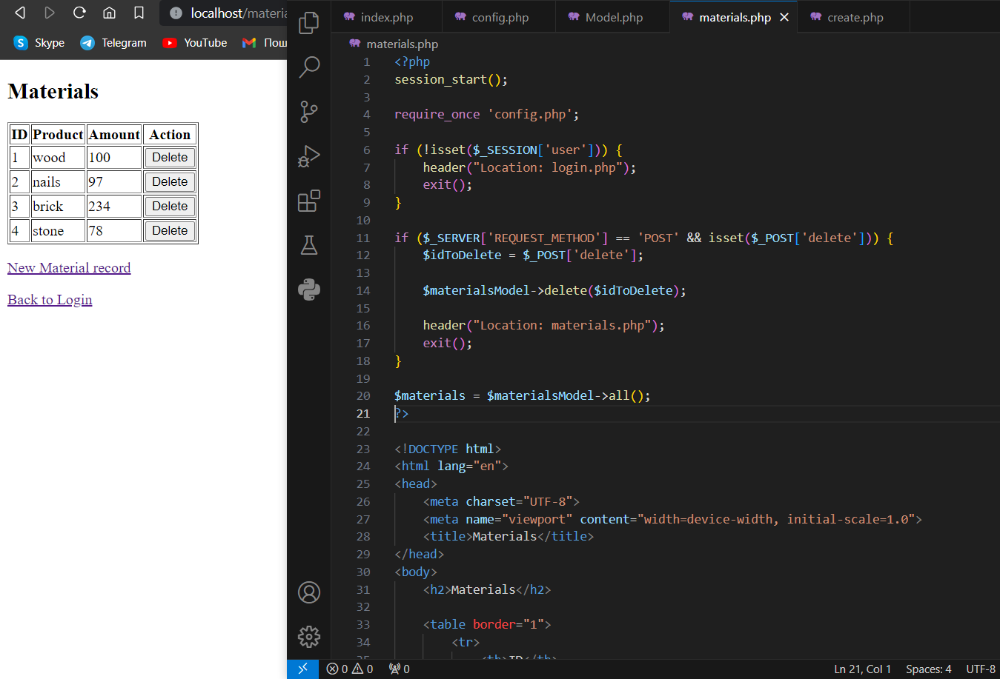 localhost/materia
Skype
Telegram
YouTube
Пош
Materials
ID Product Amount Action
1 wood 100 Delete
2 nails 97 Delete
3 brick 234 Delete
4 stone 78 Delete
New Material record
Back to Login
index.php
config.php
Model.php
materials.php
create.php
materials.php
1 <?php
2 session_start();
3
4 require_once 'config.php';
5
6 if (!isset($_SESSION['user'])) {
7 header("Location: login.php");
8 exit();
9 }
10
11 if ($_SERVER['REQUEST_METHOD'] == 'POST' && isset($_POST['delete'])) {
12 $idToDelete = $_POST['delete'];
13
14 $materialsModel->delete($idToDelete);
15
16 header("Location: materials.php");
17 exit();
18 }
19
20 $materials = $materialsModel->all();
21 ?>
22
23 <!DOCTYPE html>
24 <html lang="en">
25 <head>
26 <meta charset="UTF-8">
27 <meta name="viewport" content="width=device-width, initial-scale=1.0">
28 <title>Materials</title>
29 </head>
30 <body>
31 <h2>Materials</h2>
32
33 <table border="1">
34 <tr>
35 <th>ID</th>
0 0 0
Ln 21, Col 1 Spaces: 4 UTF-8